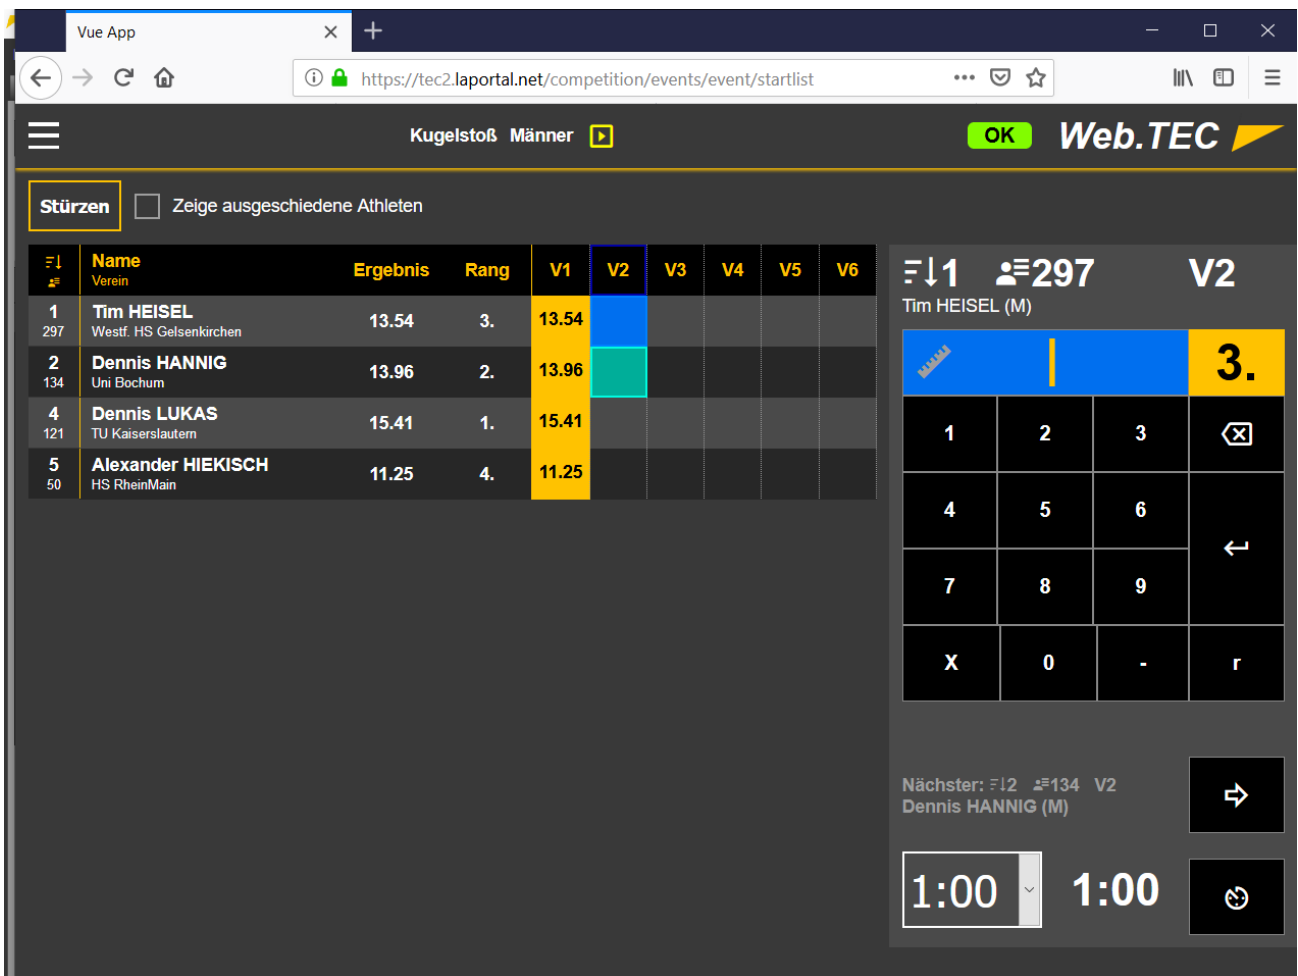 Vue App
https://tec2.laportal.net/competition/events/event/startlist
Kugelstoß Männer
OK
Web.TEC
Stürzen
Zeige ausgeschiedene Athleten
Name Ergebnis Rang V1 V2 V3 V4 V5 V6
Verein
1 Tim HEISEL 13.54 3. 13.54
297 Westf. HS Gelsenkirchen
2 Dennis HANNIG 13.96 2. 13.96
134 Uni Bochum
4 Dennis LUKAS 15.41 1. 15.41
121 TU Kaiserslautern
5 Alexander HIEKISCH 11.25 4. 11.25
50 HS RheinMain
1 297 V2
Tim HEISEL (M)
3.
1 2 3
4 5 6
7 8 9
X 0 - r
Nächster: 2 134 V2
Dennis HANNIG (M)
1:00 1:00